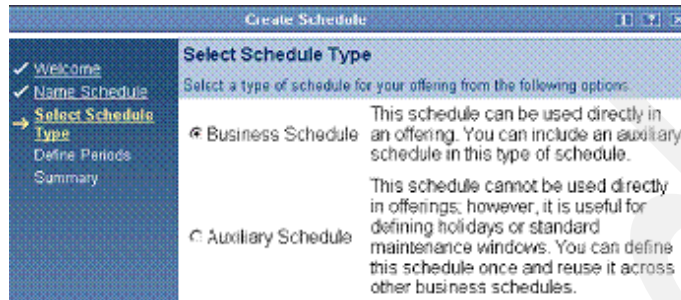 Create Schedule
Welcome
Name Schedule
Select Schedule
Type
Define Periods
Summary
Select Schedule Type
Select a type of schedule for your offering from the following options.
Business Schedule
This schedule can be used directly in
an offering. You can include an auxiliary
schedule in this type of schedule.
Auxiliary Schedule
This schedule cannot be used directly
in offerings; however, it is useful for
defining holidays or standard
maintenance windows. You can define
this schedule once and reuse it across
other business schedules.